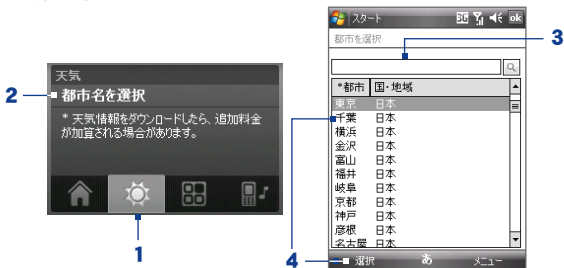 天気
都市名を選択
* 天気情報をダウンロードしたら、追加料金
が加算される場合があります。
1
2
スタート
3G
ok
都市を選択
3
*都市 国・地域
東京 日本
千葉 日本
横浜 日本
金沢 日本
富山 日本
福井 日本
岐阜 日本
京都 日本
神戸 日本
彦根 日本
名古屋 日本
4
選択 あ メニュー